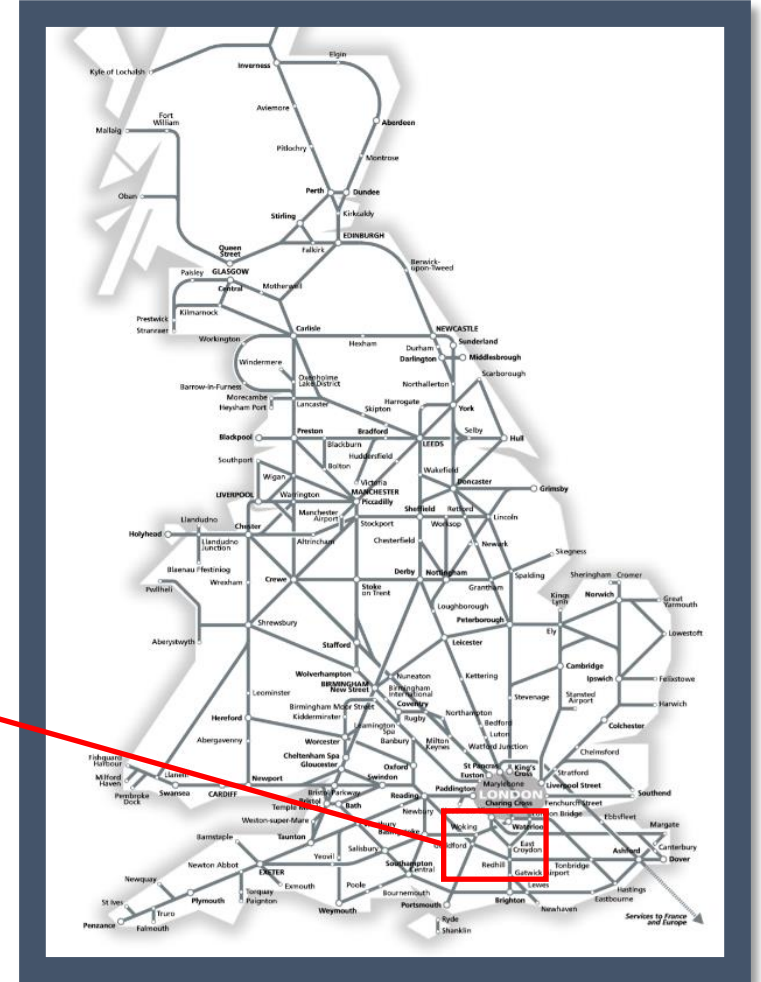 Elgin
Inverness
Kyle of Lochalsh
Aviemore
Fort
William
Aberdeen
Mallaig
Pitlochry
Montrose
Perth
Dundee
Oban
Kirkcaldy
Stirling
EDINBURGH
Queen
Street
Falkirk
Berwick-
upon-Tweed
Paisley
GLASGOW
Central
Motherwell
Kilmarnock
Prestwick
Stranraer
Carlisle
NEWCASTLE
Workington
Hexham
Sunderland
Durham
Darlington
Middlesbrough
Windermere
Oxenholme
Lake District
Northallerton
Scarborough
Barrow-in-Furness
Morecambe
Heysham Port
Lancaster
Harrogate
Skipton
York
Preston
Bradford
Selby
Blackpool
Blackburn
LEEDS
Hull
Huddersfield
Southport
Bolton
Wakefield
Wigan
Victoria
Doncaster
LIVERPOOL
Warrington
MANCHESTER
Piccadilly
Grimsby
Manchester
Airport
Sheffield
Retford
Llandudno
Stockport
Worksop
Lincoln
Holyhead
Chester
Llandudno
Junction
Altrincham
Chesterfield
Newark
Skegness
Blaenau Ffestiniog
Derby
Nottingham
Pwllheli
Wrexham
Crewe
Stoke
on Trent
Grantham
Spalding
Sheringham
Cromer
Kings
Lynn
Norwich
Great
Yarmouth
Loughborough
Shrewsbury
Peterborough
Ely
Lowestoft
Aberystwyth
Stafford
Leicester
Wolverhampton
Nuneaton
Kettering
Cambridge
BIRMINGHAM
New Street
Birmingham
International
Ipswich
Felixstowe
Leominster
Coventry
Stevenage
Stansted
Airport
Harwich
Birmingham Moor Street
Kidderminster
Rugby
Northampton
Hereford
Leamington
Spa
Bedford
Colchester
Abergavenny
Worcester
Banbury
Milton
Keynes
Luton
Watford Junction
Chelmsford
Cheltenham Spa
Gloucester
Oxford
St Pancras
Euston
King's
Cross
Stratford
Fishguard
Harbour
Milford
Haven
Llanelli
Newport
Swindon
Marylebone
Liverpool Street
Pembroke
Dock
Swansea
CARDIFF
Bristol Parkway
Reading
Paddington
LONDON
Southend
Bristol
Temple
Bath
Newbury
Charing Cross
Fenchurch Street
Weston-super-Mare
London Bridge
Ebbsfleet
Barnstaple
Taunton
Woking
Waterloo
Margate
Guildford
East
Croydon
Canterbury
Newton Abbot
Yeovil
Salisbury
Southampton
Central
Redhill
Tonbridge
Ashford
Dover
Newquay
EXETER
Exmouth
Poole
Gatwick Airport
St Ives
Plymouth
Torquay
Paignton
Bournemouth
Lewes
Hastings
Eastbourne
Truro
Weymouth
Portsmouth
Brighton
Newhaven
Penzance
Falmouth
Ryde
Shanklin
Services to France
and Europe